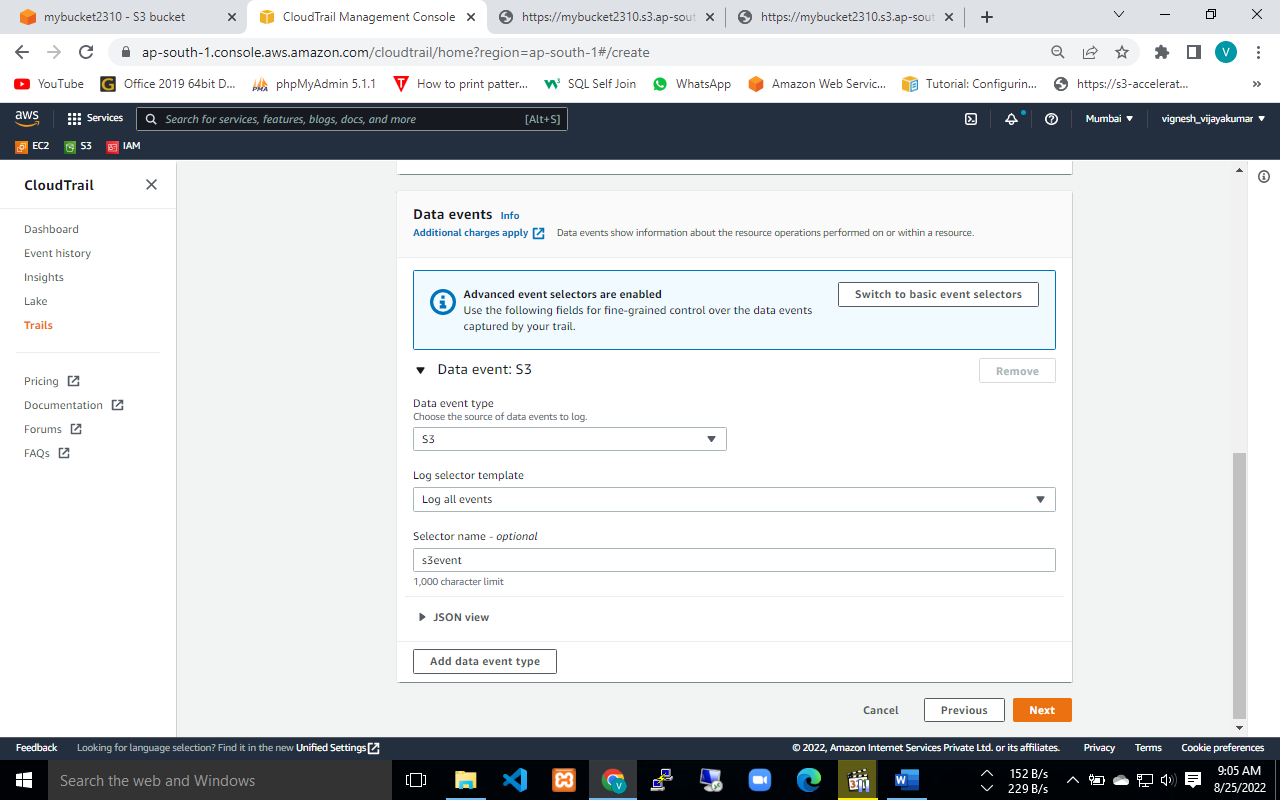 mybucket2310 - S3 bucket
CloudTrail Management Console
https://mybucket2310.s3.ap-sout
https://mybucket2310.s3.ap-sout
ap-south-1.console.aws.amazon.com/cloudtrail/home?region=ap-south-1#/create
V
YouTube
G
Office 2019 64bit D...
PMA
phpMyAdmin 5.1.1
T
How to print patter...
SQL Self Join
WhatsApp
Amazon Web Servic...
Tutorial: Configurin...
https://s3-accelerat...
»
aws
Services
Search for services, features, blogs, docs, and more
[Alt+S]
Mumbai
vignesh_vijayakumar
EC2
S3
IAM
CloudTrail
Dashboard
Event history
Insights
Lake
Trails
Pricing
Documentation
Forums
FAQs
Data events Info
Additional charges apply Data events show information about the resource operations performed on or within a resource.
Advanced event selectors are enabled
Use the following fields for fine-grained control over the data events
captured by your trail.
Switch to basic event selectors
Data event: S3
Remove
Data event type
Choose the source of data events to log.
S3
Log selector template
Log all events
Selector name - optional
s3event
1,000 character limit
JSON view
Add data event type
Cancel
Previous
Next
Feedback
Looking for language selection? Find it in the new Unified Settings
© 2022, Amazon Internet Services Private Ltd. or its affiliates.
Privacy
Terms
Cookie preferences
Search the web and Windows
V
W
152 B/s
229 B/s
9:05 AM
8/25/2022